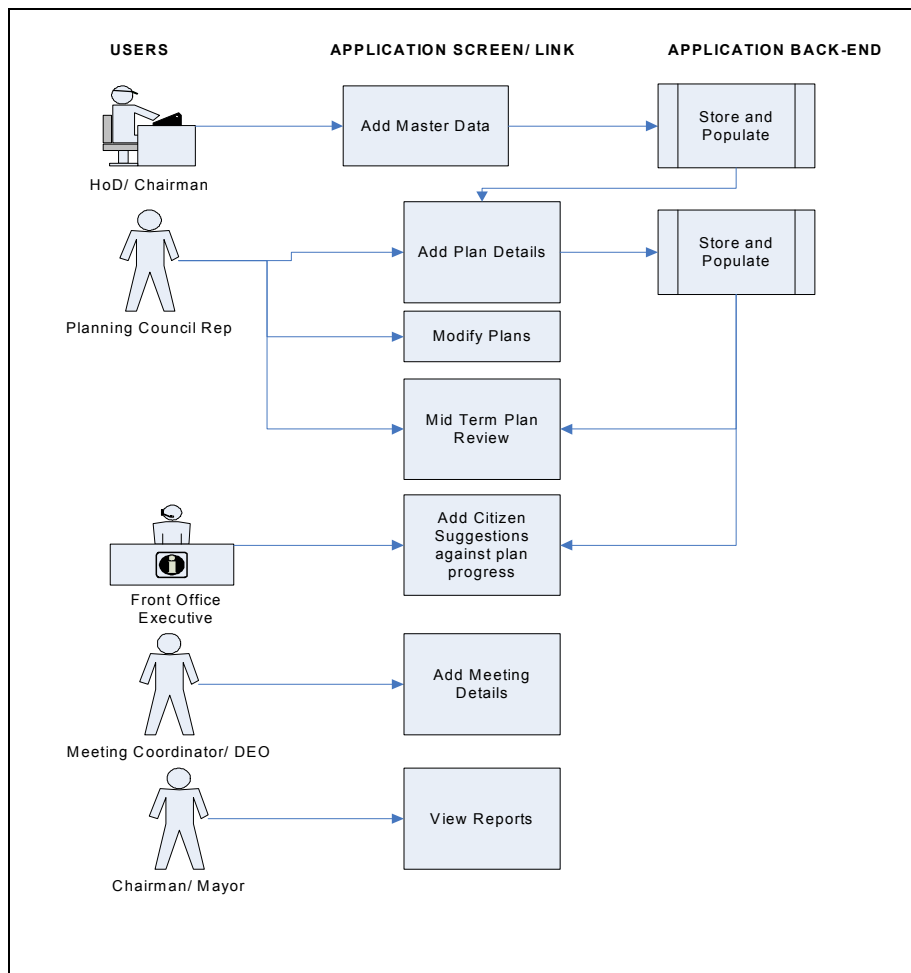 USERS
APPLICATION SCREEN/ LINK
APPLICATION BACK-END
Add Master Data
Store and
Populate
HoD/ Chairman
Add Plan Details
Store and
Populate
Planning Council Rep
Modify Plans
Mid Term Plan
Review
Add Citizen
Suggestions
against plan
progress
i
Front Office
Executive
Add Meeting
Details
Meeting Coordinator/ DEO
View Reports
Chairman/ Mayor